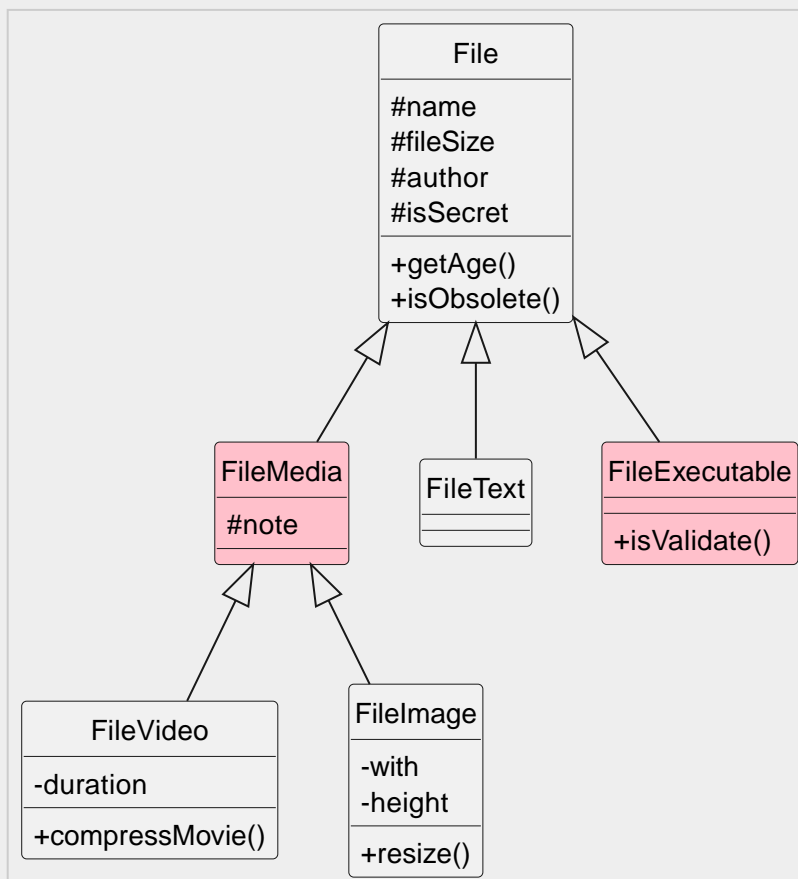 File
#name
#fileSize
#author
#isSecret
+getAge()
+isObsolete()
FileMedia
#note
FileText
FileExecutable
+isValidate()
FileVideo
-duration
+compressMovie()
FileImage
-with
-height
+resize()